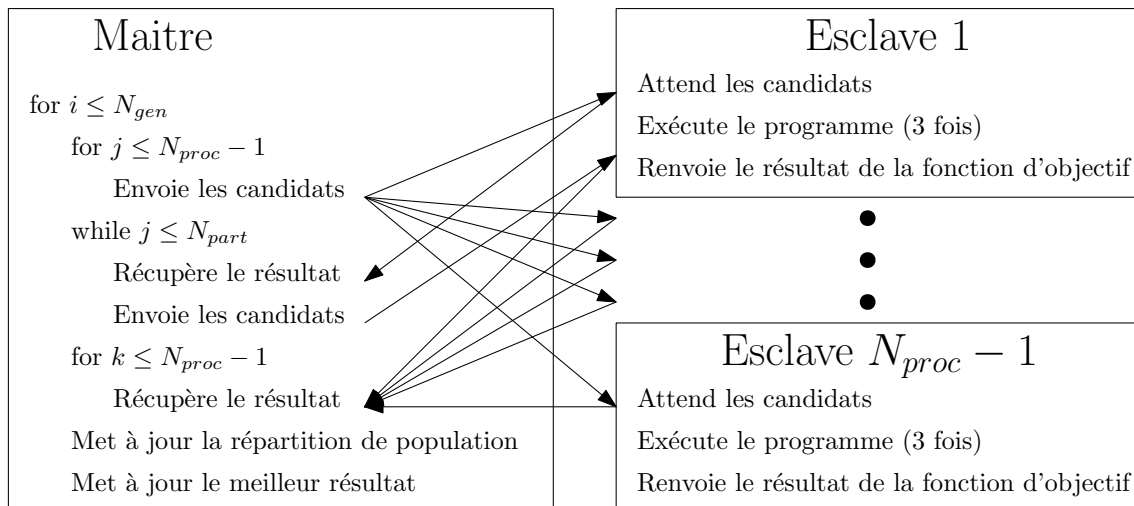 Maitre
for i ≤ N_gen
for j ≤ N_proc − 1
Envoie les candidats
while j ≤ N_part
Récupère le résultat
Envoie les candidats
for k ≤ N_proc − 1
Récupère le résultat
Met à jour la répartition de population
Met à jour le meilleur résultat
Esclave 1
Attend les candidats
Exécute le programme (3 fois)
Renvoie le résultat de la fonction d'objectif
Esclave N_proc − 1
Attend les candidats
Exécute le programme (3 fois)
Renvoie le résultat de la fonction d'objectif